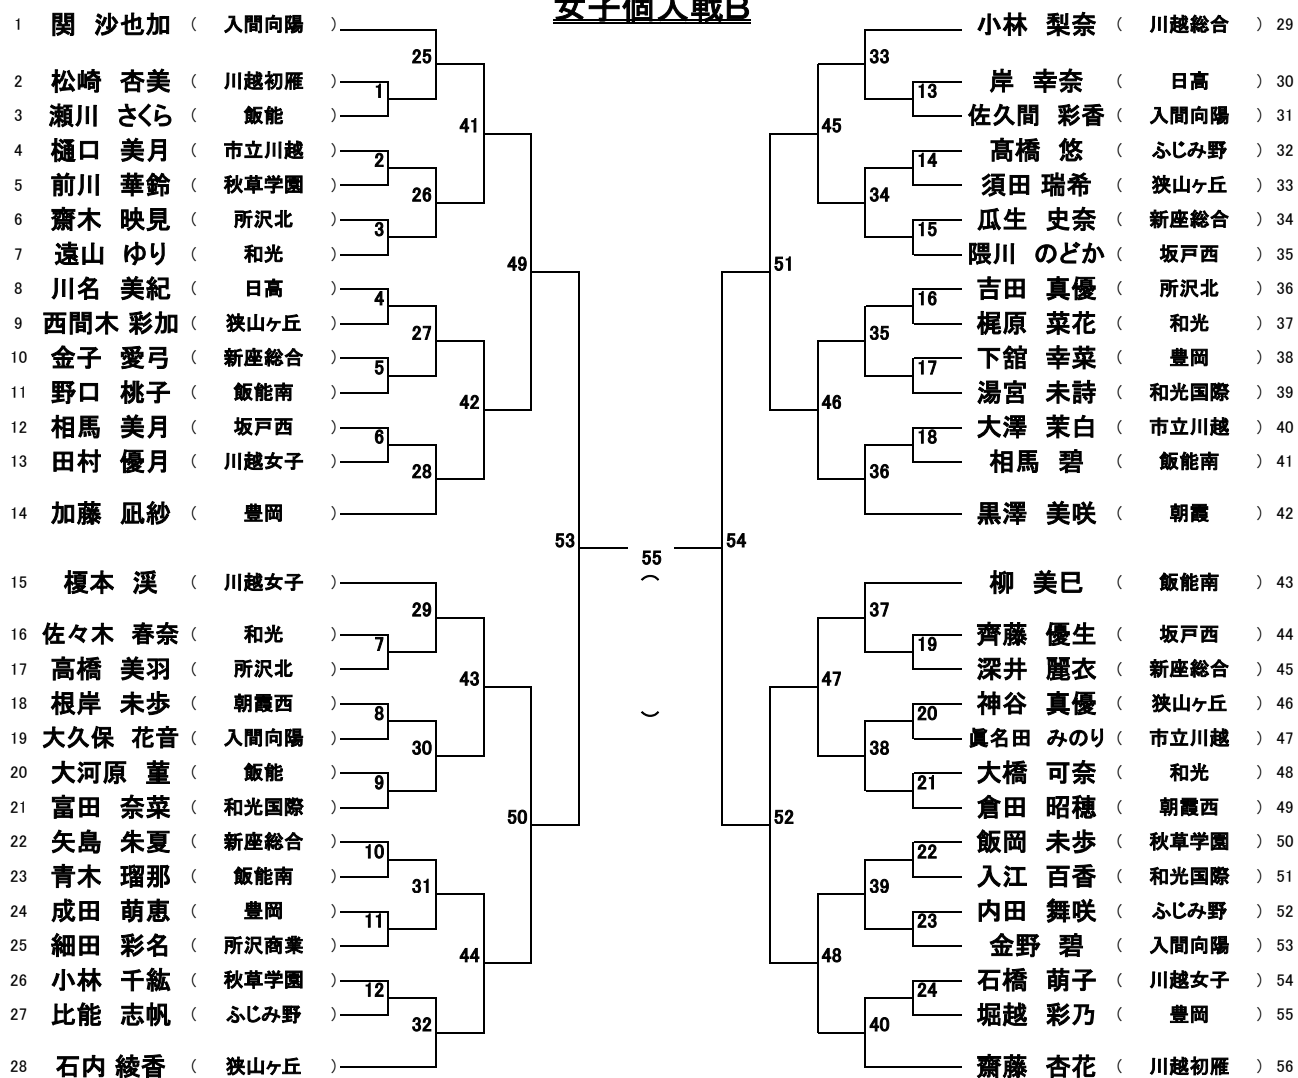 女子個人戦B
1 関 沙也加 （ 入間向陽 ）
2 松崎 杏美 （ 川越初雁 ）
3 瀬川 さくら （ 飯能 ）
4 樋口 美月 （ 市立川越 ）
5 前川 華鈴 （ 秋草学園 ）
6 齋木 映見 （ 所沢北 ）
7 遠山 ゆり （ 和光 ）
8 川名 美紀 （ 日高 ）
9 西間木 彩加 （ 狭山ヶ丘 ）
10 金子 愛弓 （ 新座総合 ）
11 野口 桃子 （ 飯能南 ）
12 相馬 美月 （ 坂戸西 ）
13 田村 優月 （ 川越女子 ）
14 加藤 凪紗 （ 豊岡 ）
15 榎本 渓 （ 川越女子 ）
16 佐々木 春奈 （ 和光 ）
17 高橋 美羽 （ 所沢北 ）
18 根岸 未歩 （ 朝霞西 ）
19 大久保 花音 （ 入間向陽 ）
20 大河原 菫 （ 飯能 ）
21 富田 奈菜 （ 和光国際 ）
22 矢島 朱夏 （ 新座総合 ）
23 青木 瑠那 （ 飯能南 ）
24 成田 萌恵 （ 豊岡 ）
25 細田 彩名 （ 所沢商業 ）
26 小林 千紘 （ 秋草学園 ）
27 比能 志帆 （ ふじみ野 ）
28 石内 綾香 （ 狭山ヶ丘 ）
1
2
3
4
5
6
7
8
9
10
11
12
25
26
27
28
29
30
31
32
41
42
43
44
49
50
53
55
（
）
54
51
52
45
46
47
48
33
34
35
36
37
38
39
40
13
14
15
16
17
18
19
20
21
22
23
24
小林 梨奈 （ 川越総合 ） 29
岸 幸奈 （ 日高 ） 30
佐久間 彩香 （ 入間向陽 ） 31
髙橋 悠 （ ふじみ野 ） 32
須田 瑞希 （ 狭山ヶ丘 ） 33
瓜生 史奈 （ 新座総合 ） 34
隈川 のどか （ 坂戸西 ） 35
吉田 真優 （ 所沢北 ） 36
梶原 菜花 （ 和光 ） 37
下舘 幸菜 （ 豊岡 ） 38
湯宮 未詩 （ 和光国際 ） 39
大澤 茉白 （ 市立川越 ） 40
相馬 碧 （ 飯能南 ） 41
黒澤 美咲 （ 朝霞 ） 42
柳 美巳 （ 飯能南 ） 43
齊藤 優生 （ 坂戸西 ） 44
深井 麗衣 （ 新座総合 ） 45
神谷 真優 （ 狭山ヶ丘 ） 46
眞名田 みのり （ 市立川越 ） 47
大橋 可奈 （ 和光 ） 48
倉田 昭穂 （ 朝霞西 ） 49
飯岡 未歩 （ 秋草学園 ） 50
入江 百香 （ 和光国際 ） 51
内田 舞咲 （ ふじみ野 ） 52
金野 碧 （ 入間向陽 ） 53
石橋 萌子 （ 川越女子 ） 54
堀越 彩乃 （ 豊岡 ） 55
齋藤 杏花 （ 川越初雁 ） 56